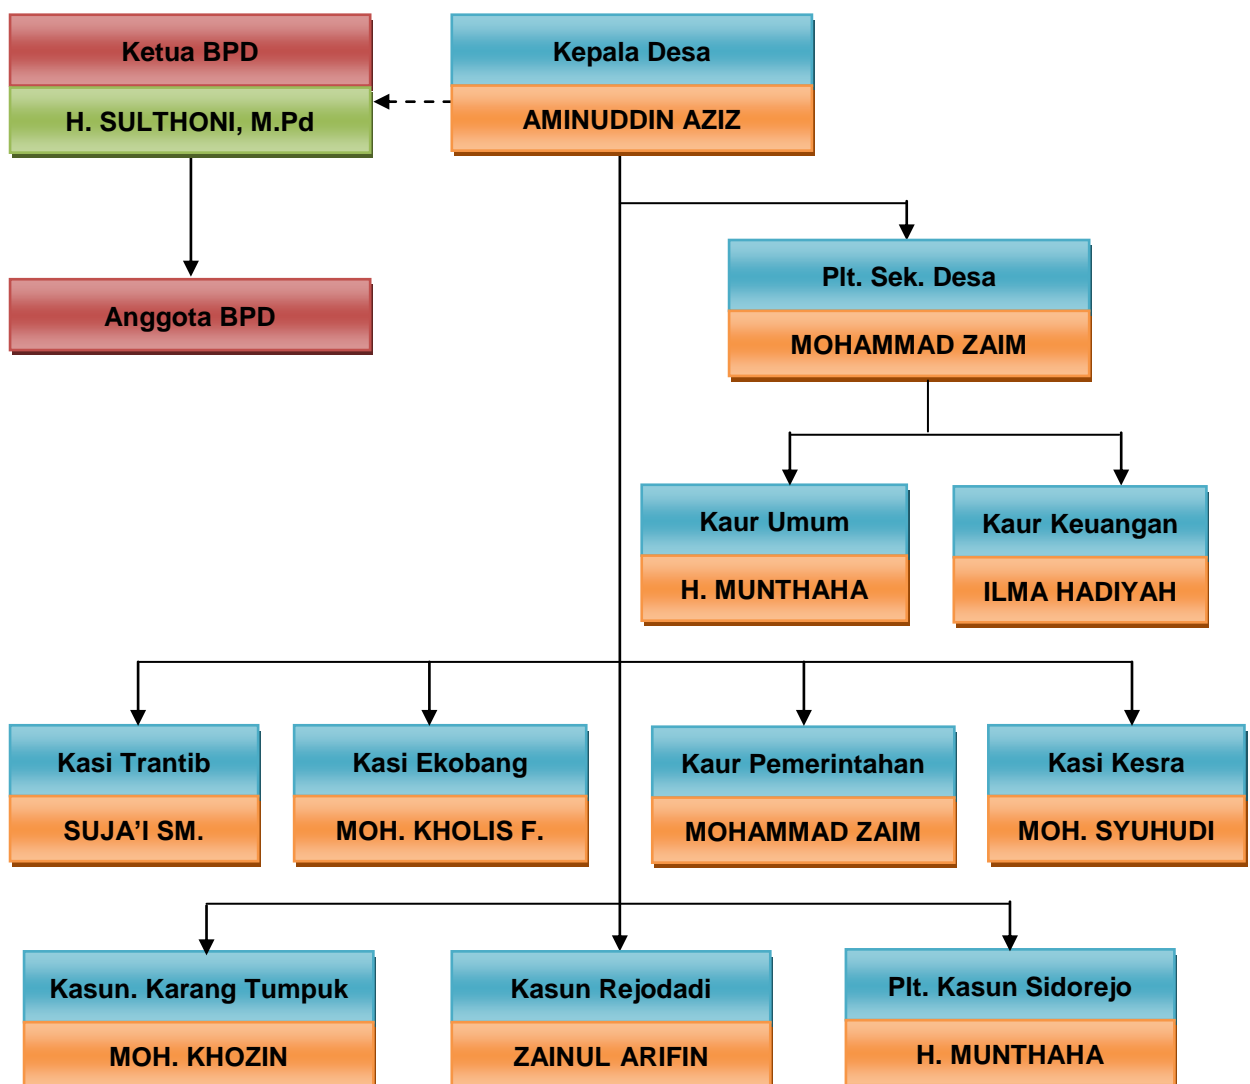 Ketua BPD
H. SULTHONI, M.Pd
Kepala Desa
AMINUDDIN AZIZ
Anggota BPD
Plt. Sek. Desa
MOHAMMAD ZAIM
Kaur Umum
H. MUNTHAHA
Kaur Keuangan
ILMA HADIYAH
Kasi Trantib
SUJA’I SM.
Kasi Ekobang
MOH. KHOLIS F.
Kaur Pemerintahan
MOHAMMAD ZAIM
Kasi Kesra
MOH. SYUHUDI
Kasun. Karang Tumpuk
MOH. KHOZIN
Kasun Rejodadi
ZAINUL ARIFIN
Plt. Kasun Sidorejo
H. MUNTHAHA